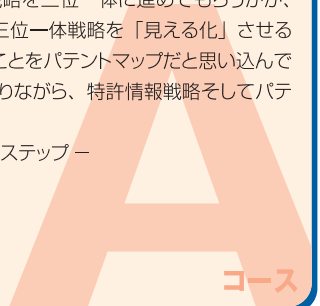 戦略を三位一体に進めてもらうかが、
三位一体戦略を「見える化」させる
ことをパテントマップだと思い込んで
りながら、特許情報戦略そしてパテ
ステップ −
A
コース